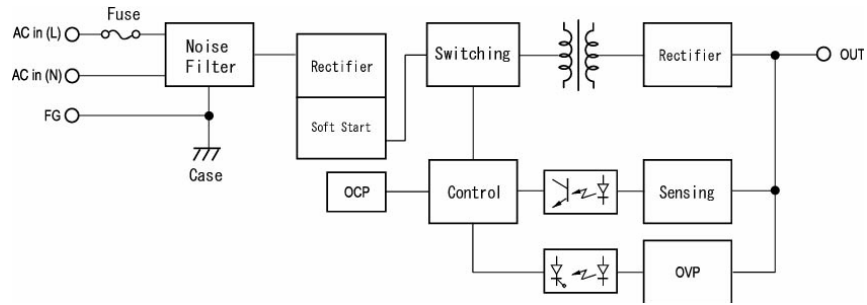 Fuse
AC in (L)
Noise
Filter
AC in (N)
FG
Case
Rectifier
Soft Start
Switching
Rectifier
OUT
OCP
Control
Sensing
OVP